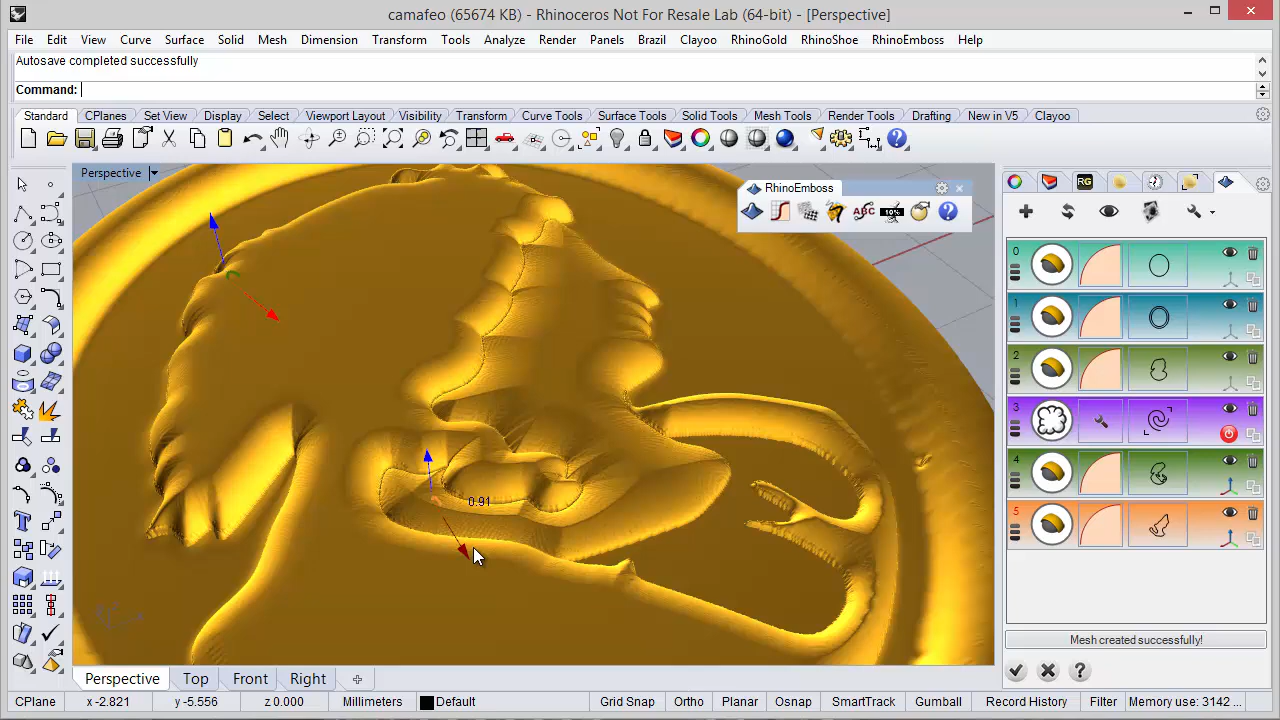 camafeo (65674 KB) - Rhinoceros Not For Resale Lab (64-bit) - [Perspective]
File Edit View Curve Surface Solid Mesh Dimension Transform Tools Analyze Render Panels Brazil Clayoo RhinoGold RhinoShoe RhinoEmboss Help
Autosave completed successfully
Command:
Standard CPlanes Set View Display Select Viewport Layout Visibility Transform Curve Tools Surface Tools Solid Tools Mesh Tools Render Tools Drafting New in V5 Clayoo
Perspective
RhinoEmboss
RG
ABC
10%
0
1
2
3
4
5
0.91
Mesh created successfully!
Perspective Top Front Right
CPlane x -2.821 y -5.556 z 0.000 Millimeters Default Grid Snap Ortho Planar Osnap SmartTrack Gumball Record History Filter Memory use: 3142 ...